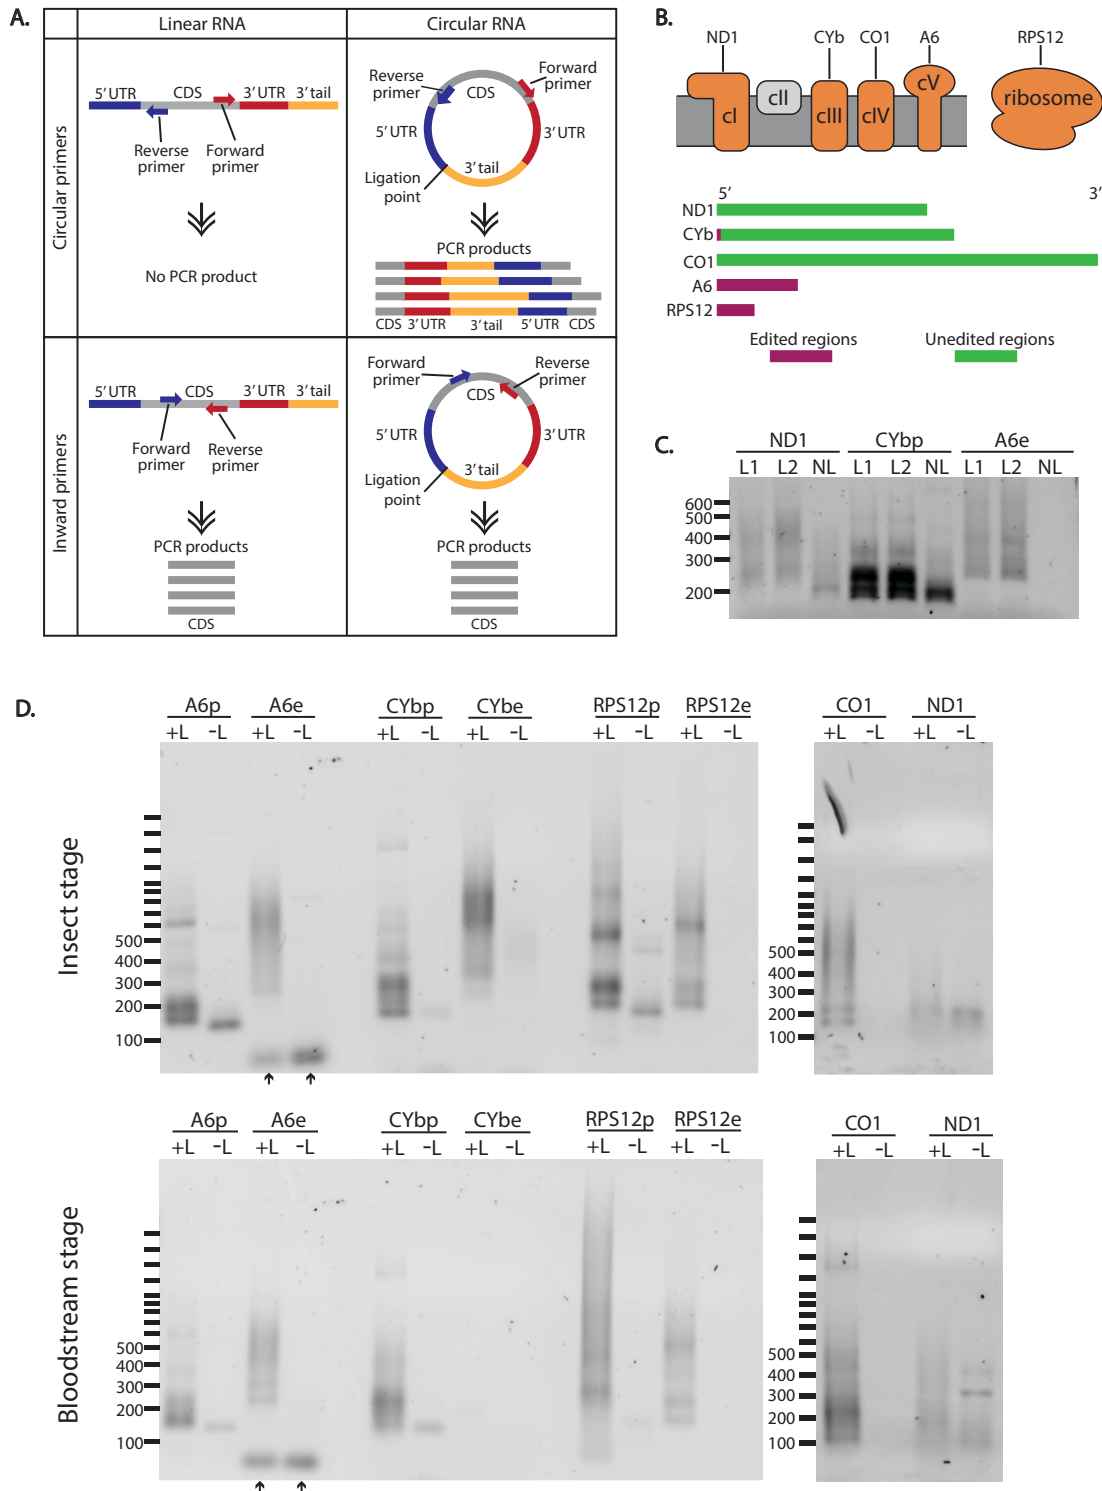 A.
Linear RNA
Circular RNA
Circular primers
5' UTR
CDS
3' UTR
3' tail
Reverse primer
Forward primer
No PCR product
Reverse primer
Forward primer
CDS
5' UTR
3' UTR
3' tail
Ligation point
PCR products
CDS 3' UTR 3' tail 5' UTR CDS
Inward primers
5' UTR
CDS
3' UTR
3' tail
Forward primer
Reverse primer
PCR products
CDS
Forward primer
Reverse primer
CDS
5' UTR
3' UTR
3' tail
Ligation point
PCR products
CDS
B.
ND1 CYb CO1 A6 RPS12
cI cII cIII cIV cV ribosome
5' 3'
ND1
CYb
CO1
A6
RPS12
Edited regions
Unedited regions
C.
ND1 CYbp A6e
L1 L2 NL L1 L2 NL L1 L2 NL
600
500
400
300
200
D.
Insect stage
A6p A6e CYbp CYbe RPS12p RPS12e CO1 ND1
+L -L +L -L +L -L +L -L +L -L +L -L +L -L +L -L
500
400
300
200
100
500
400
300
200
100
Bloodstream stage
A6p A6e CYbp CYbe RPS12p RPS12e CO1 ND1
+L -L +L -L +L -L +L -L +L -L +L -L +L -L +L -L
500
400
300
200
100
500
400
300
200
100